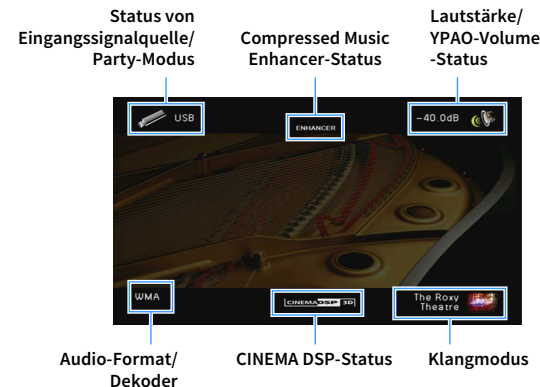 Status von
Eingangssignalquelle/
Party-Modus
Compressed Music
Enhancer-Status
Lautstärke/
YPAO-Volume
-Status
USB
ENHANCER
-40.0dB
WMA
CINEMA DSP 3D
The Roxy
Theatre
Audio-Format/
Dekoder
CINEMA DSP-Status
Klangmodus